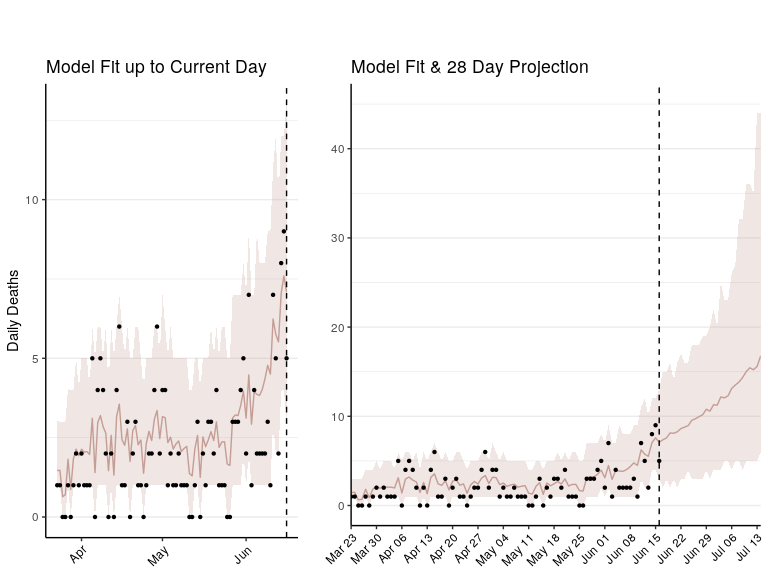 Model Fit up to Current Day
Daily Deaths
10
5
0
Apr
May
Jun
Model Fit & 28 Day Projection
40
30
20
10
0
Mar 23
Mar 30
Apr 06
Apr 13
Apr 20
Apr 27
May 04
May 11
May 18
May 25
Jun 01
Jun 08
Jun 15
Jun 22
Jun 29
Jul 06
Jul 13